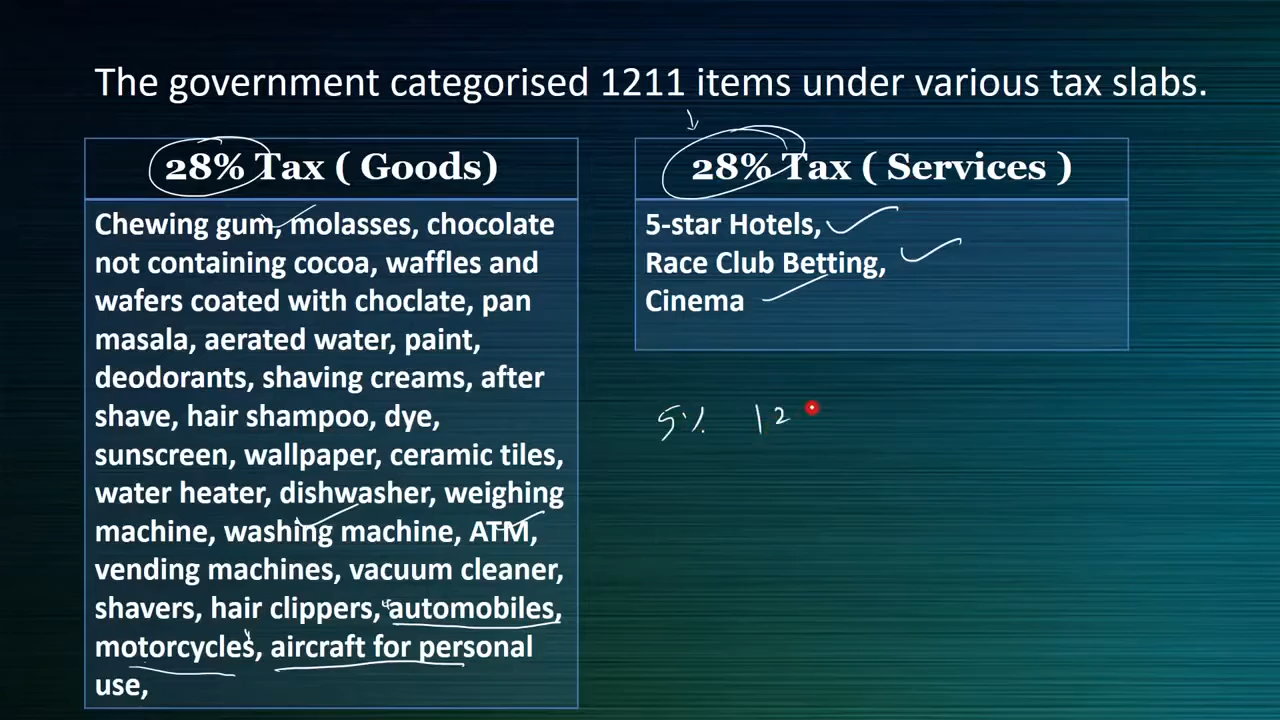 The government categorised 1211 items under various tax slabs.
28% Tax ( Goods)
Chewing gum, molasses, chocolate
not containing cocoa, waffles and
wafers coated with choclate, pan
masala, aerated water, paint,
deodorants, shaving creams, after
shave, hair shampoo, dye,
sunscreen, wallpaper, ceramic tiles,
water heater, dishwasher, weighing
machine, washing machine, ATM,
vending machines, vacuum cleaner,
shavers, hair clippers, automobiles,
motorcycles, aircraft for personal
use,
28% Tax ( Services )
5-star Hotels,
Race Club Betting,
Cinema
5% 12